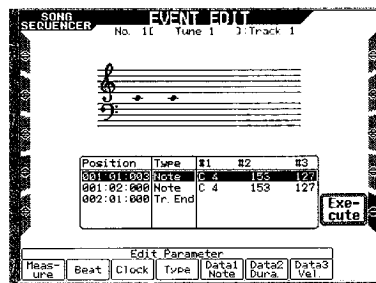 SONG
SEQUENCER
EVENT EDIT
No. 1[ Tune 1 ]:Track 1
Position Type #1 #2 #3
001:01:003 Note C 4 153 127
001:02:000 Note C 4 153 127
002:01:000 Tr. End
Exe-
cute
Edit Parameter
Meas-
ure
Beat
Clock
Type
Data1
Note
Data2
Dura.
Data3
Vel.